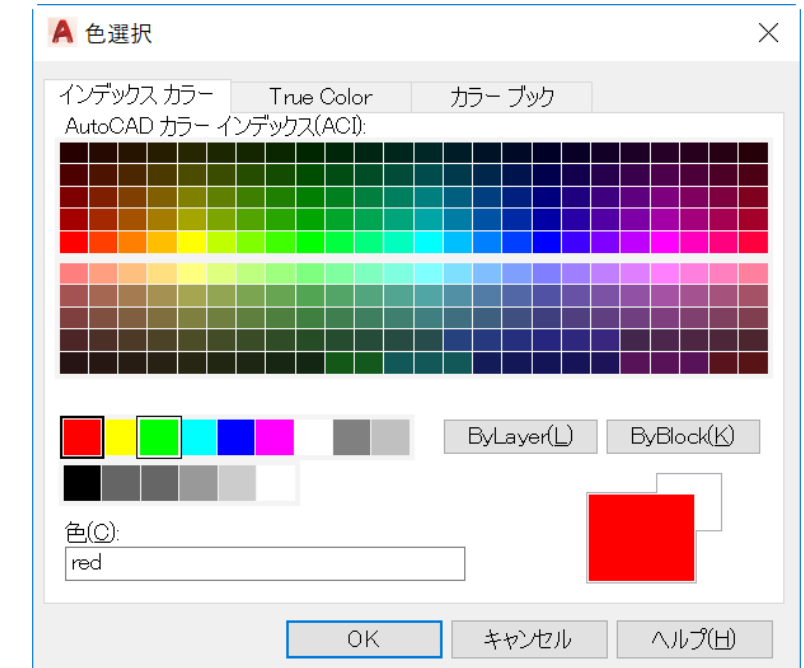 色選択
インデックス カラー
True Color
カラー ブック
AutoCAD カラー インデックス(ACI):
ByLayer(L)
ByBlock(K)
色(C):
red
OK
キャンセル
ヘルプ(H)